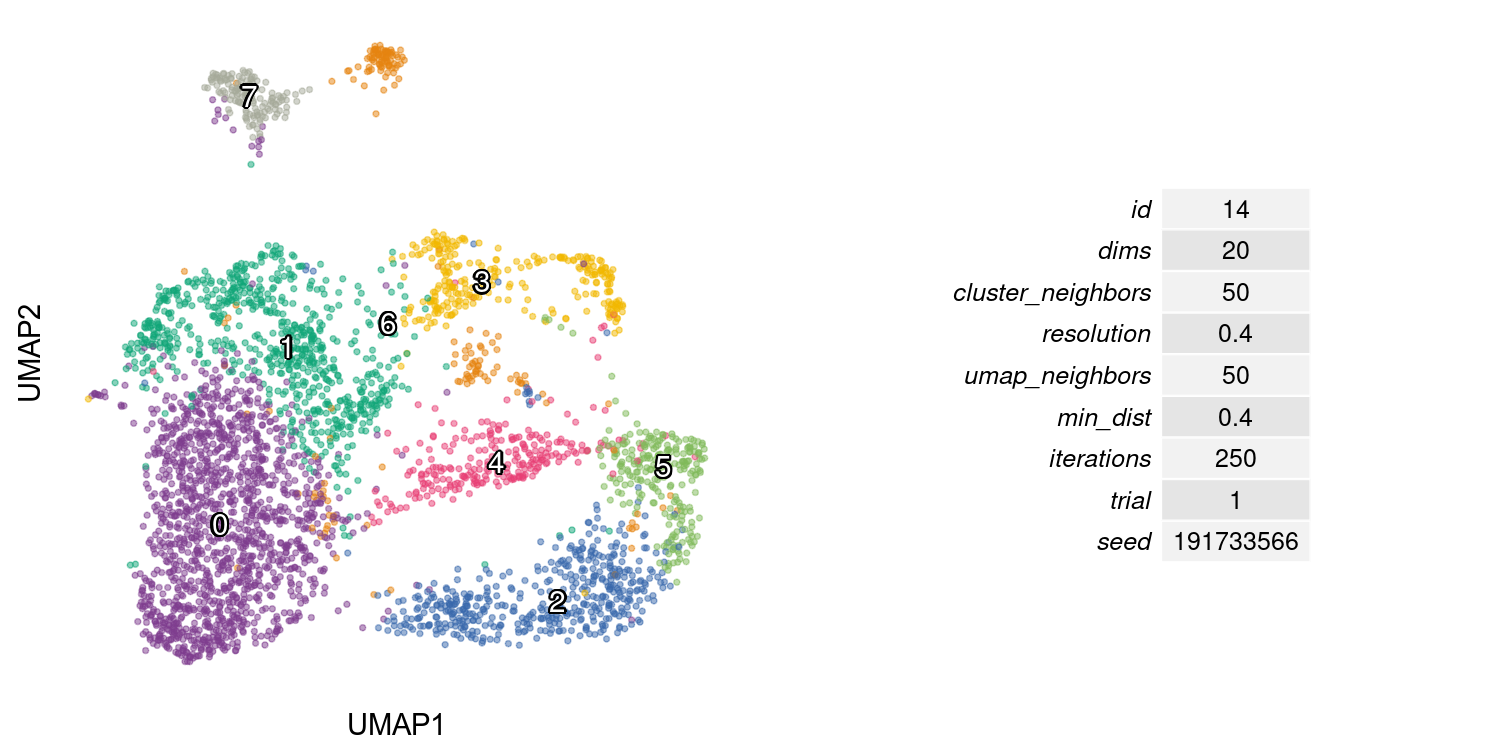 7
3
6
1
4
5
0
2
UMAP1
UMAP2
id 14
dims 20
cluster_neighbors 50
resolution 0.4
umap_neighbors 50
min_dist 0.4
iterations 250
trial 1
seed 191733566